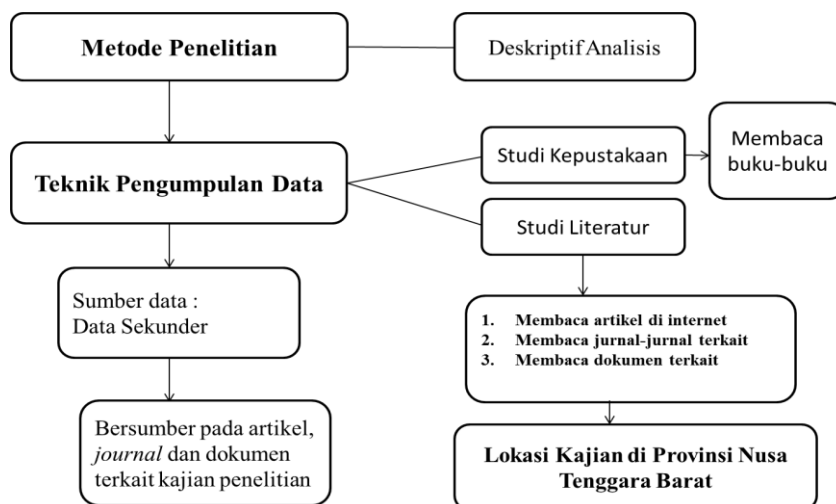 Metode Penelitian
Deskriptif Analisis
Teknik Pengumpulan Data
Studi Kepustakaan
Membaca
buku-buku
Studi Literatur
Sumber data :
Data Sekunder
1. Membaca artikel di internet
2. Membaca jurnal-jurnal terkait
3. Membaca dokumen terkait
Bersumber pada artikel,
journal dan dokumen
terkait kajian penelitian
Lokasi Kajian di Provinsi Nusa
Tenggara Barat